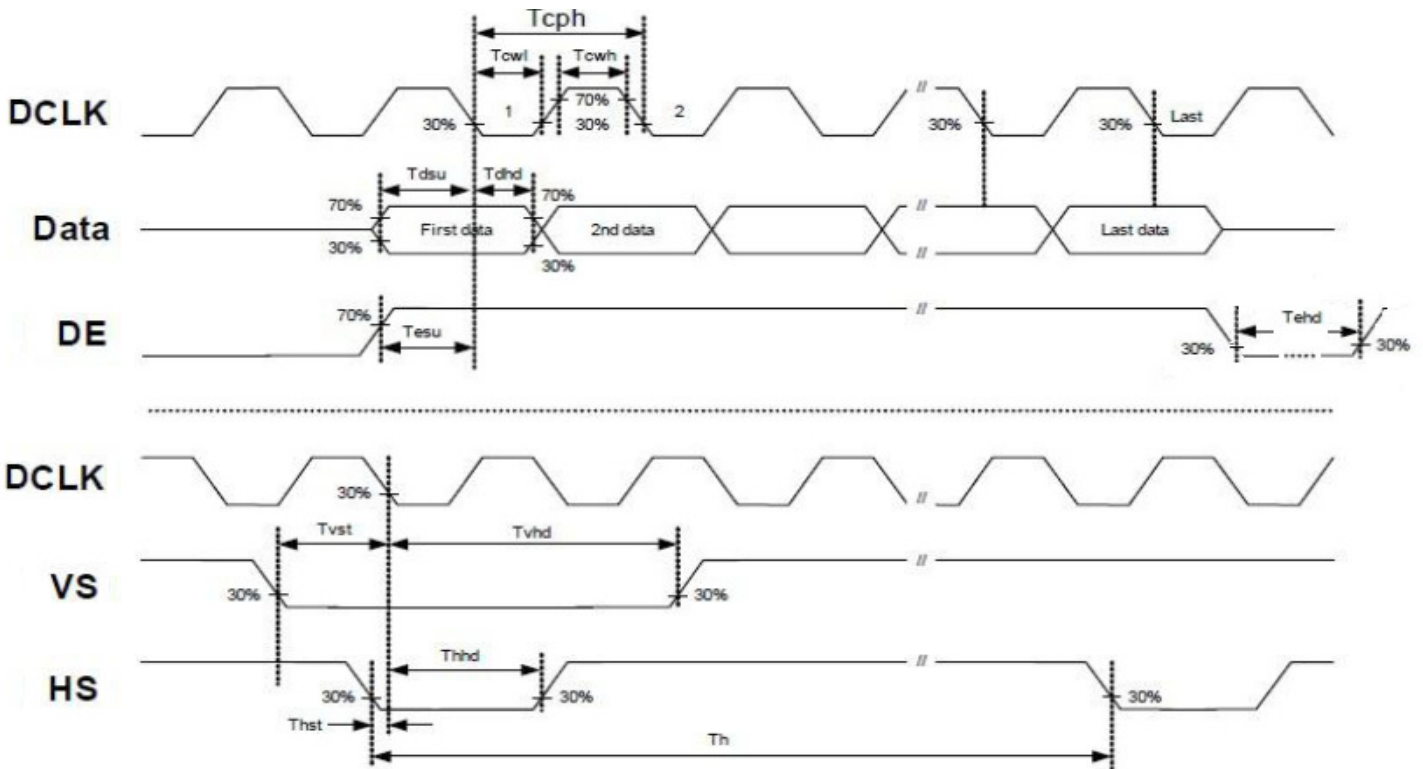 Tcph
Tcwl Tcwh
DCLK 30% 1 70% 30% 2 // 30% 30% Last
Tdsu Tdhd
70% 70%
Data First data 2nd data // Last data
30% 30%
70% // Tehd
DE Tesu 30% 30%
DCLK 30% //
Tvst Tvhd
VS 30% 30% //
Thhd //
HS 30% 30% 30%
Thst
Th